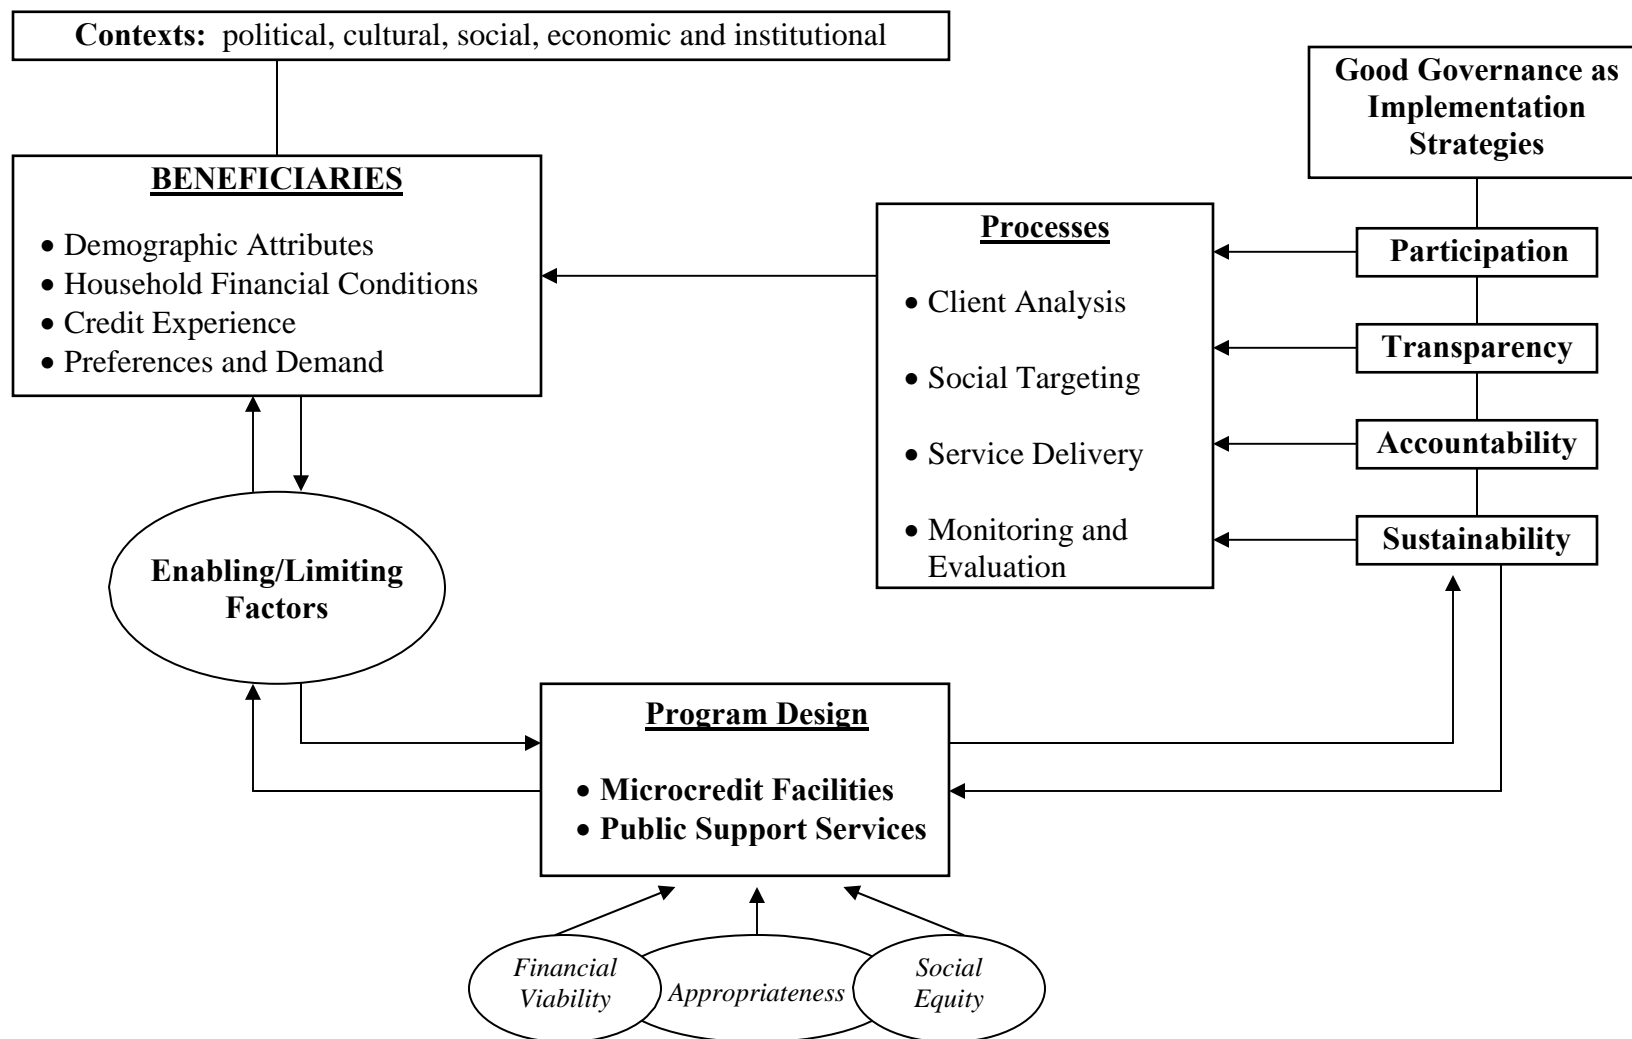 Contexts: political, cultural, social, economic and institutional
Good Governance as
Implementation
Strategies
BENEFICIARIES
• Demographic Attributes
• Household Financial Conditions
• Credit Experience
• Preferences and Demand
Processes
• Client Analysis
• Social Targeting
• Service Delivery
• Monitoring and
Evaluation
Participation
Transparency
Accountability
Sustainability
Enabling/Limiting
Factors
Program Design
• Microcredit Facilities
• Public Support Services
Financial
Viability
Appropriateness
Social
Equity